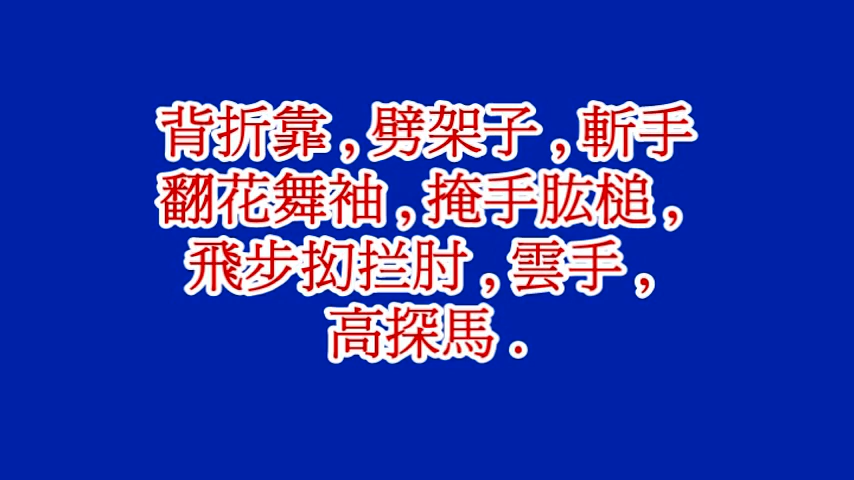 背折靠 , 劈架子 , 斬手
翻花舞袖 , 掩手肱槌 ,
飛步抝拦肘 , 雲手 ,
高探馬 .